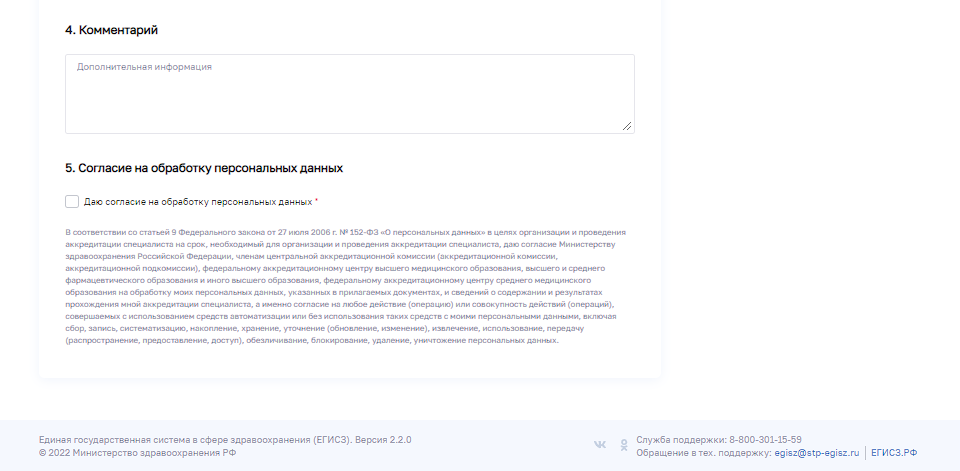 4. Комментарий
Дополнительная информация
5. Согласие на обработку персональных данных
Даю согласие на обработку персональных данных *
В соответствии со статьей 9 Федерального закона от 27 июля 2006 г. № 152-ФЗ «О персональных данных» в целях организации и проведения
аккредитации специалиста на срок, необходимый для организации и проведения аккредитации специалиста, даю согласие Министерству
здравоохранения Российской Федерации, членам центральной аккредитационной комиссии (аккредитационной комиссии,
аккредитационной подкомиссии), федеральному аккредитационному центру высшего медицинского образования, высшего и среднего
фармацевтического образования и иного высшего образования, федеральному аккредитационному центру среднего медицинского
образования на обработку моих персональных данных, указанных в прилагаемых документах, и сведений о содержании и результатах
прохождения мной аккредитации специалиста, а именно согласие на любое действие (операцию) или совокупность действий (операций),
совершаемых с использованием средств автоматизации или без использования таких средств с моими персональными данными, включая
сбор, запись, систематизацию, накопление, хранение, уточнение (обновление, изменение), извлечение, использование, передачу
(распространение, предоставление, доступ), обезличивание, блокирование, удаление, уничтожение персональных данных.
Единая государственная система в сфере здравоохранения (ЕГИСЗ). Версия 2.2.0
© 2022 Министерство здравоохранения РФ
Служба поддержки: 8-800-301-15-59
Обращение в тех. поддержку: egisz@stp-egisz.ru | ЕГИСЗ.РФ